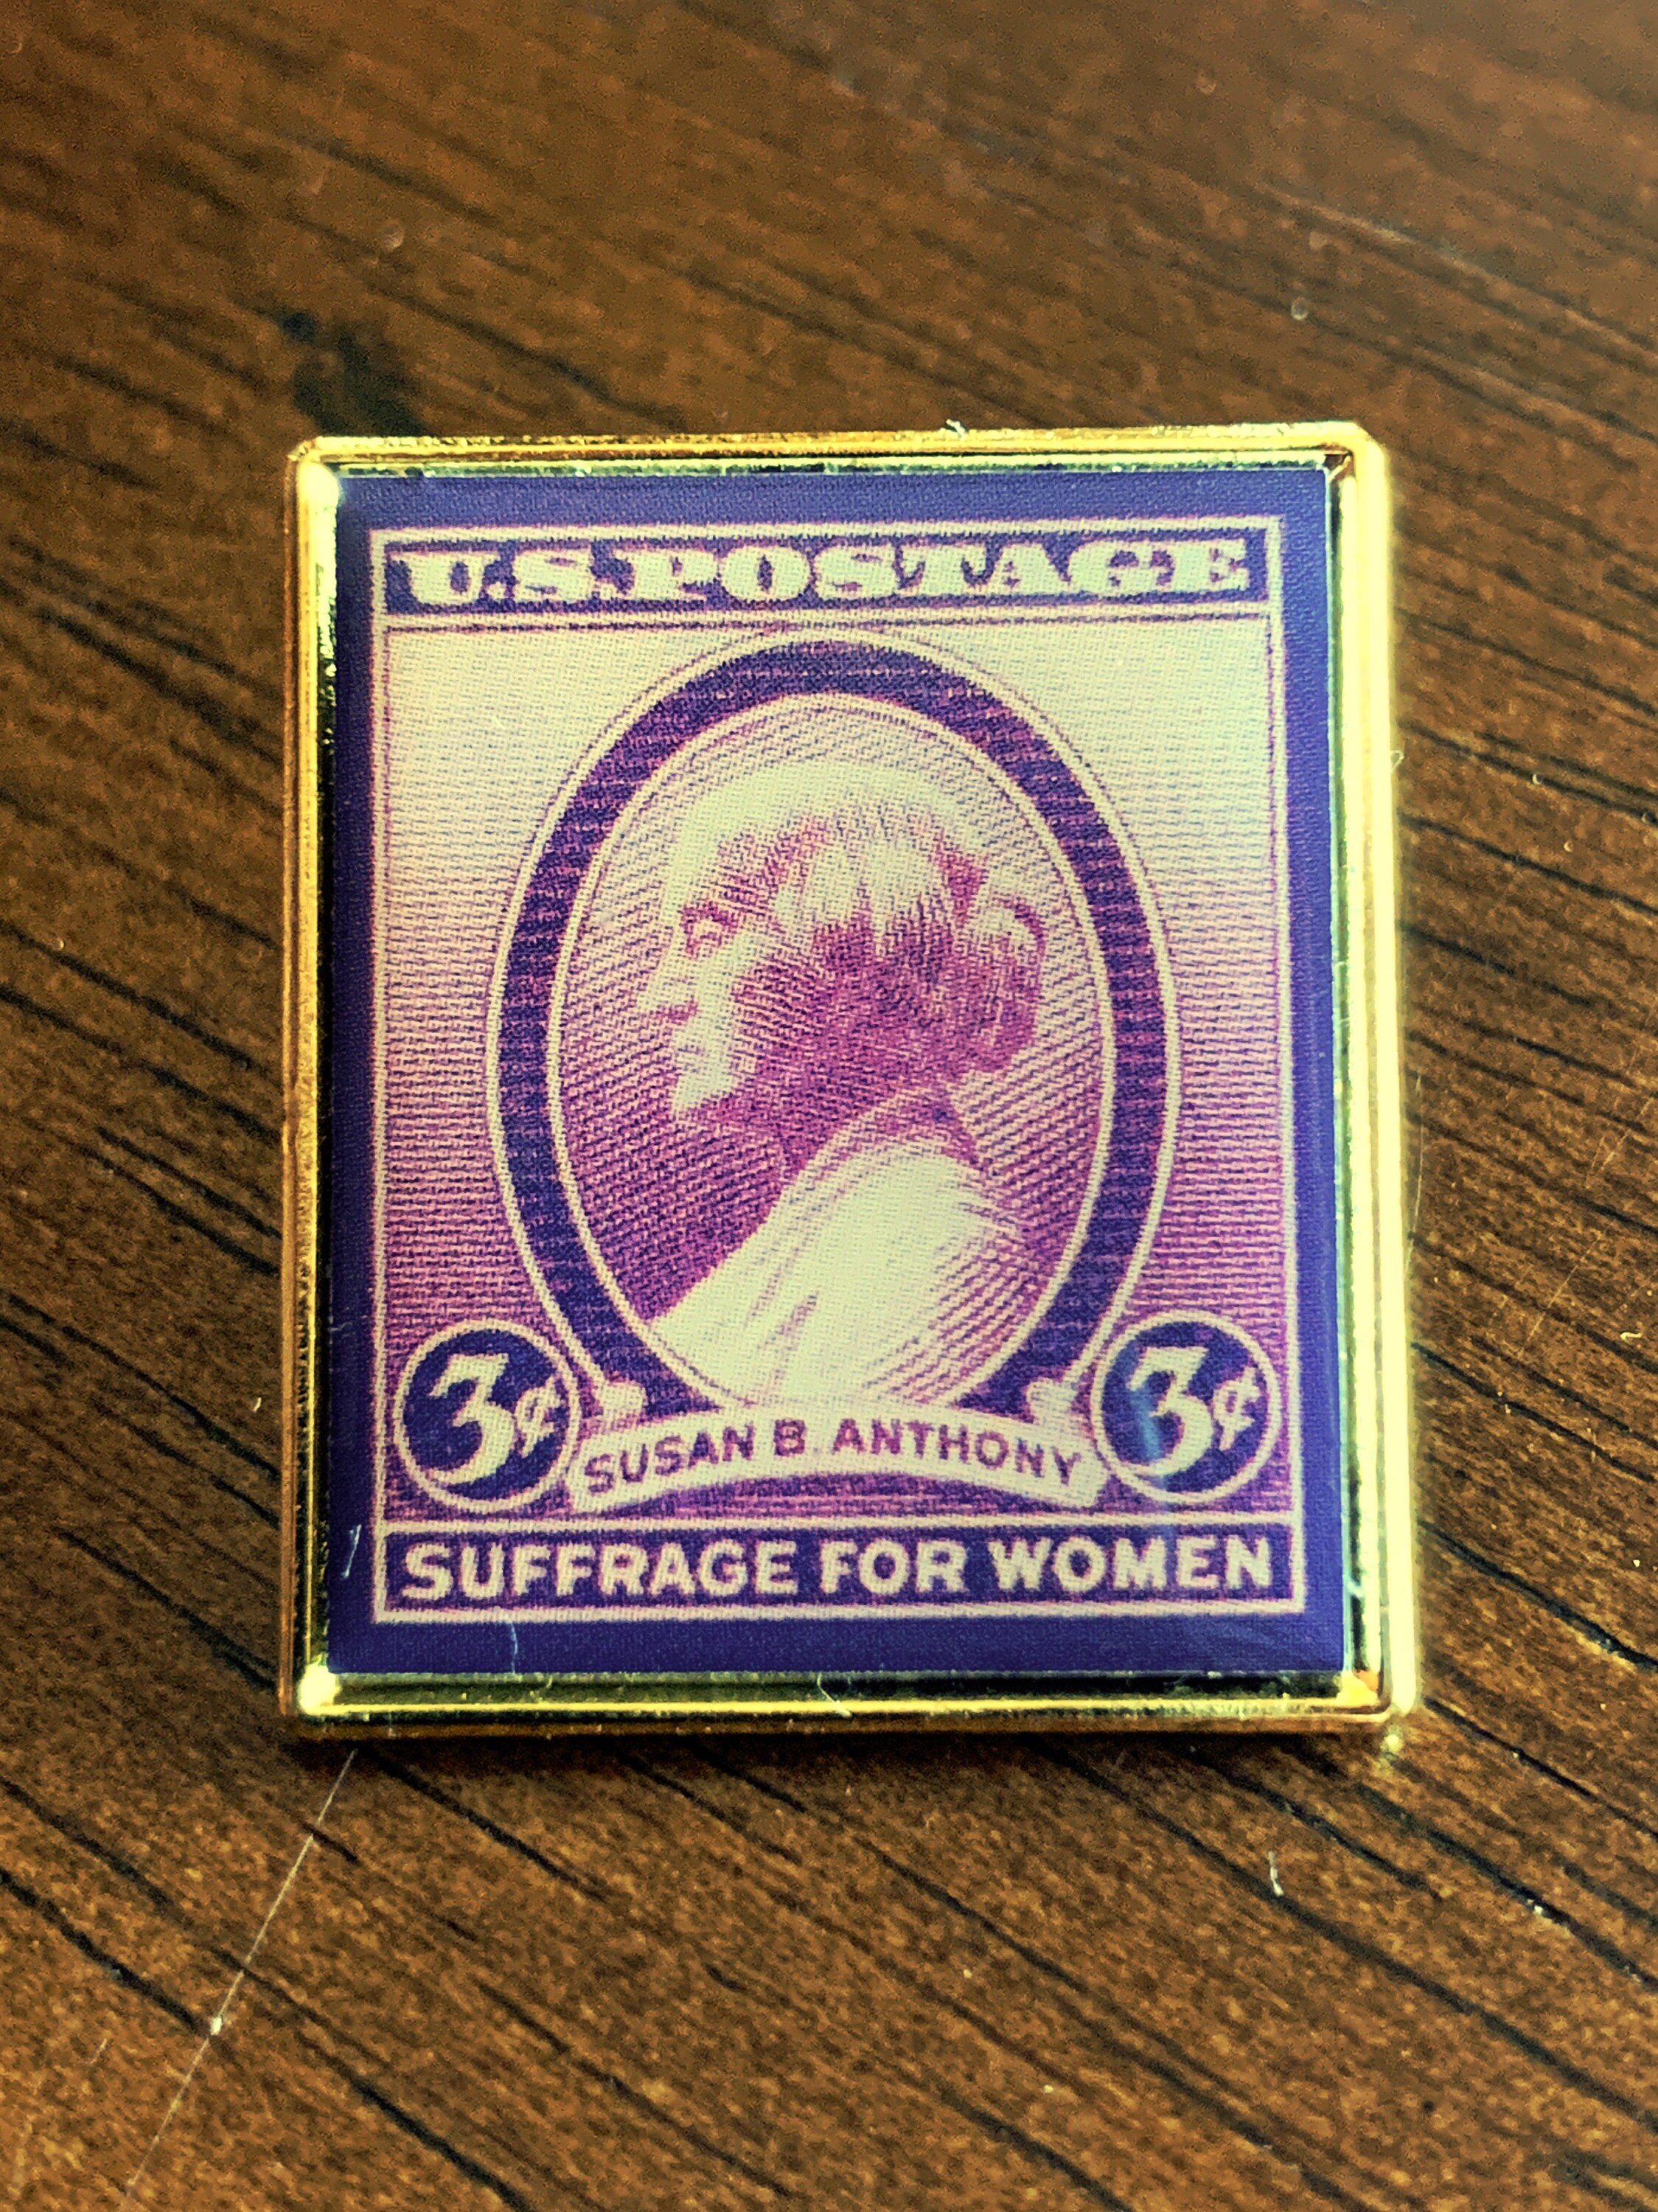 U.S.POSTAGE
3¢
SUSAN B. ANTHONY
3¢
SUFFRAGE FOR WOMEN